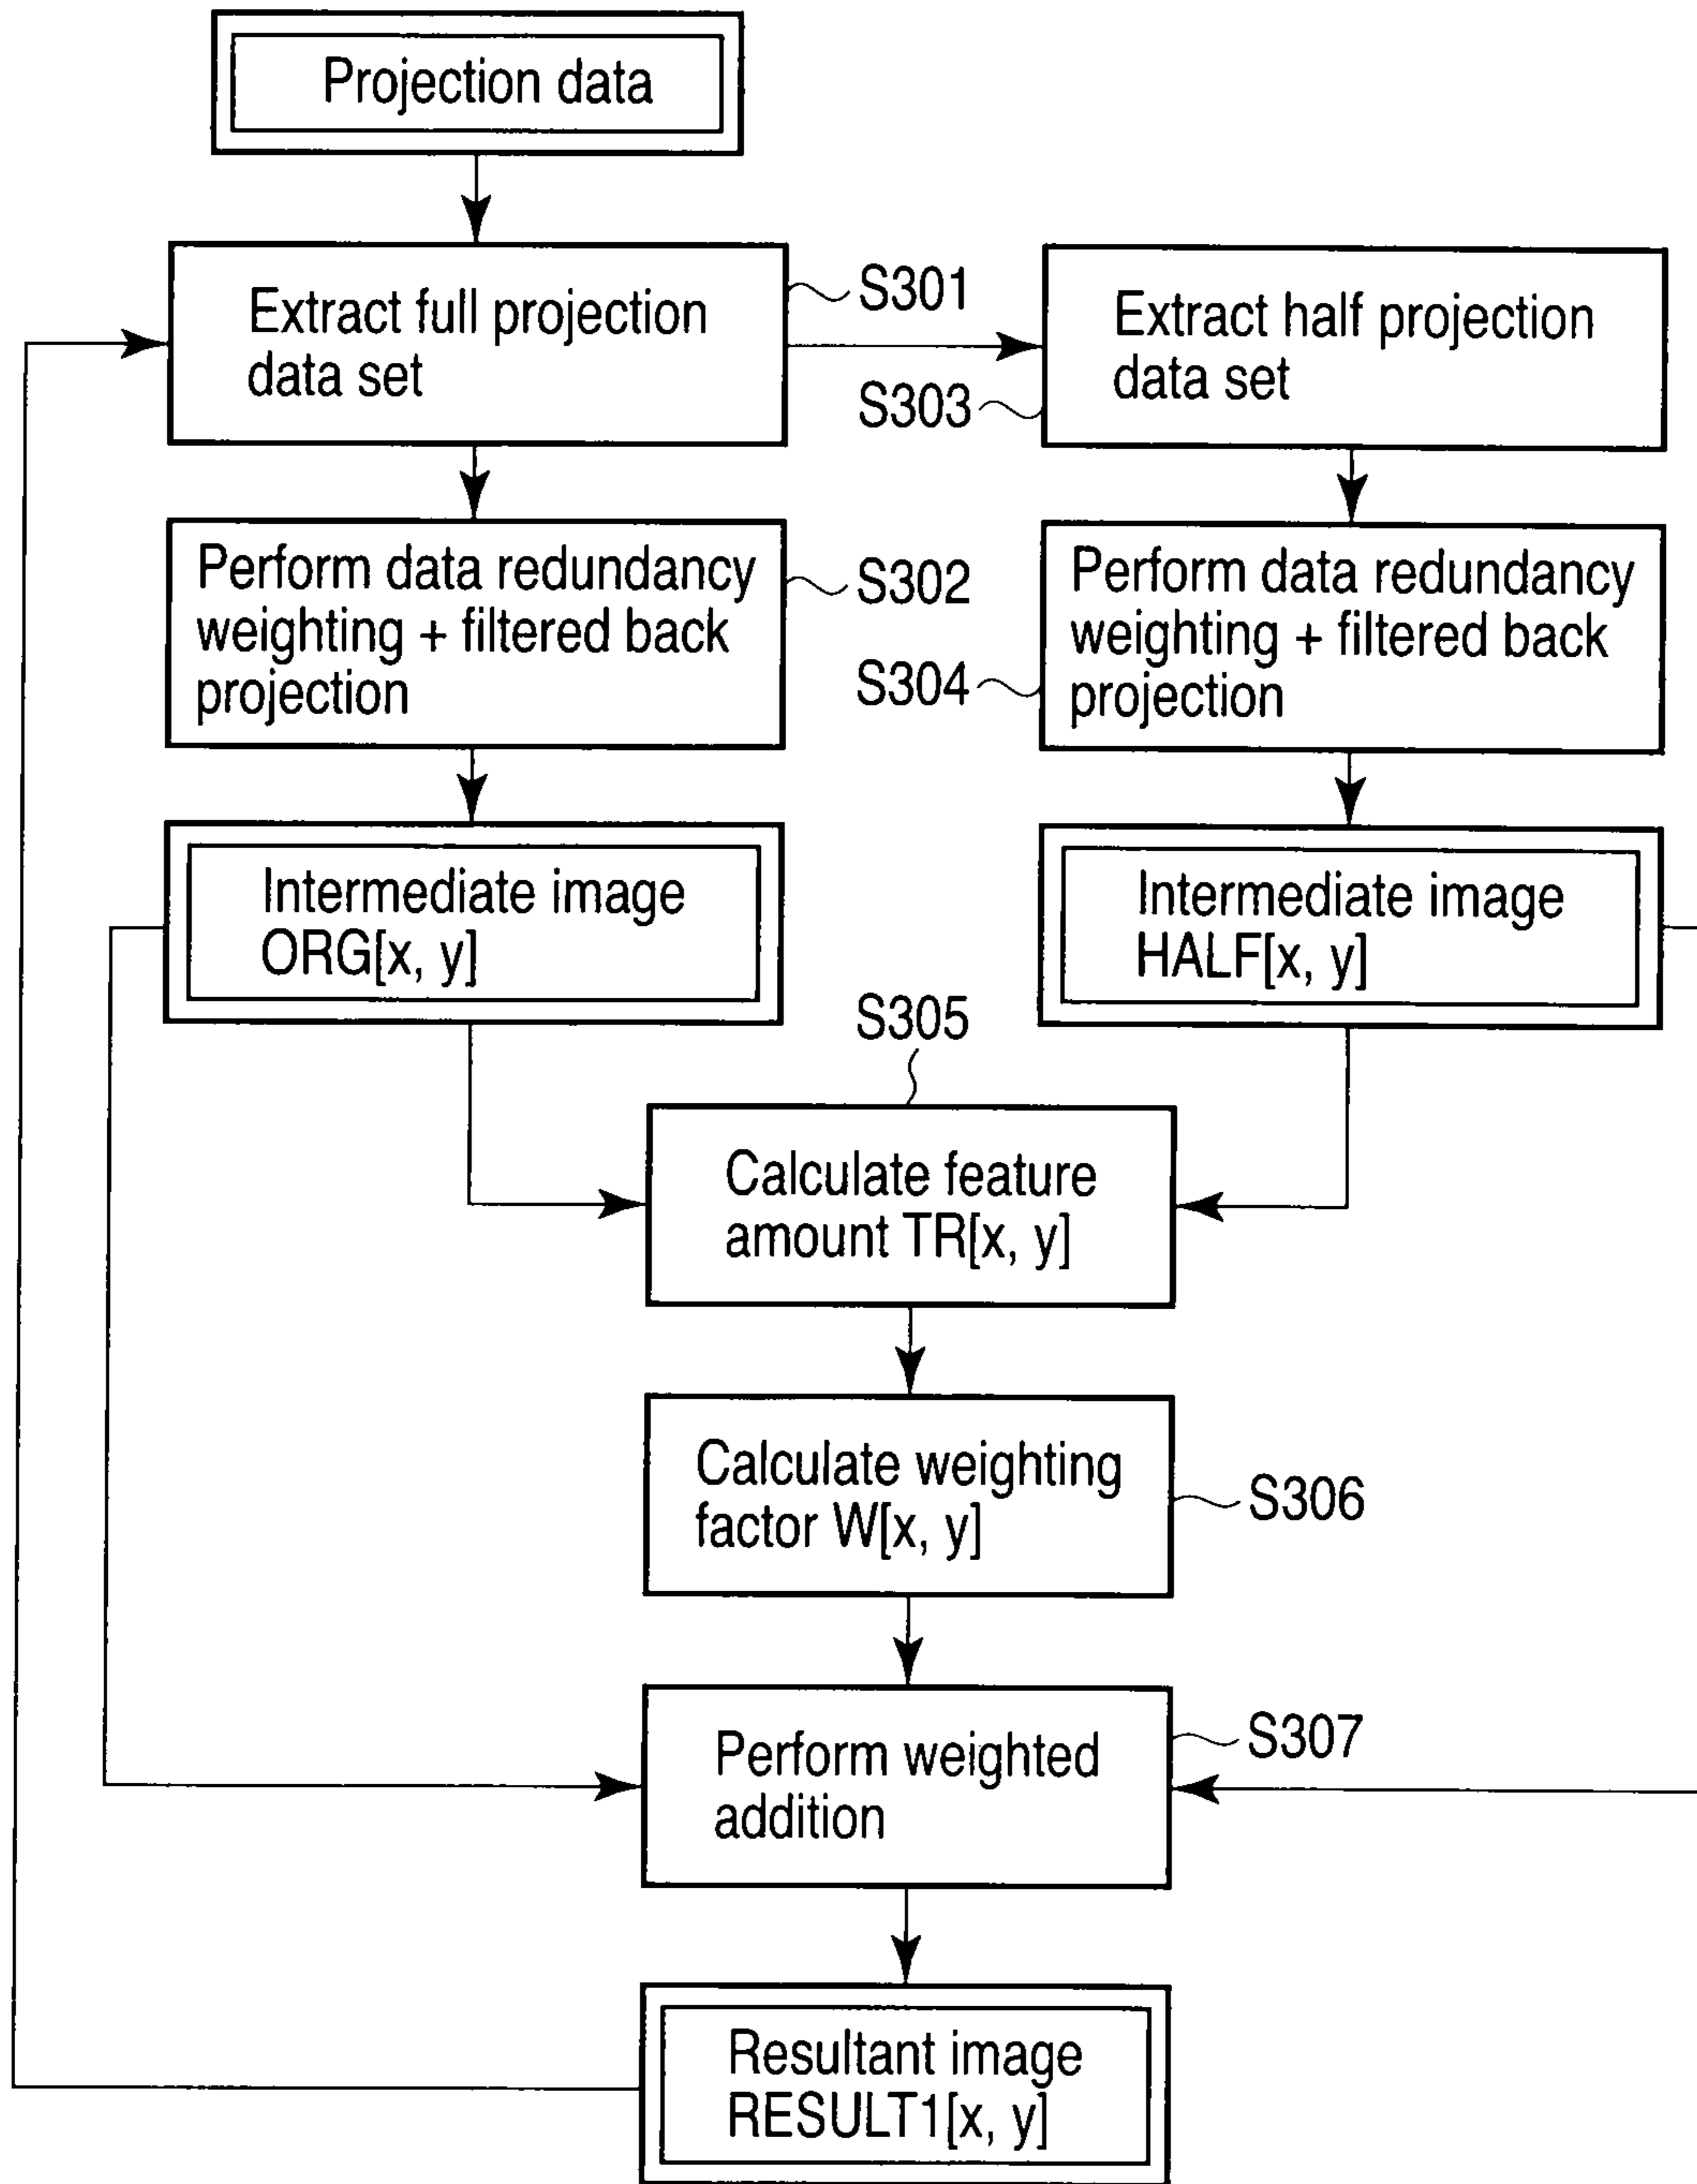 Projection data
Extract full projection
data set
S301
Extract half projection
data set
S303
Perform data redundancy
weighting + filtered back
projection
S302
Perform data redundancy
weighting + filtered back
projection
S304
Intermediate image
ORG[x, y]
Intermediate image
HALF[x, y]
S305
Calculate feature
amount TR[x, y]
Calculate weighting
factor W[x, y]
S306
Perform weighted
addition
S307
Resultant image
RESULT1[x, y]